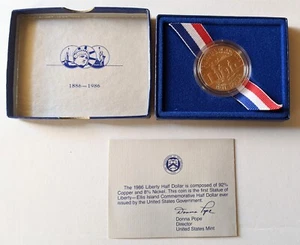 1886-1986
The 1986 Liberty Half Dollar is composed of 92%
Copper and 8% Nickel. This coin is the first Statue of
Liberty—Ellis Island Commemorative Half Dollar ever
issued by the United States Government
Donna Pope
Donna Pope
Director
United States Mint